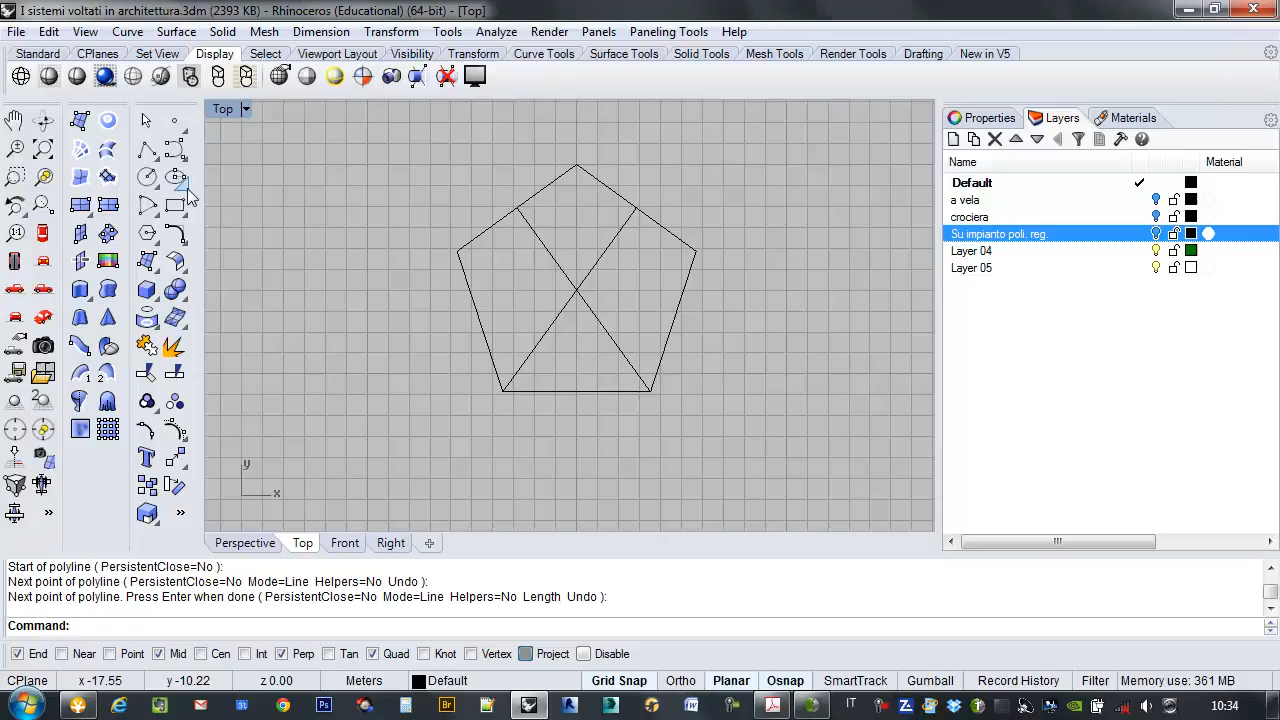 I sistemi voltati in architettura.3dm (2393 KB) - Rhinoceros (Educational) (64-bit) - [Top]
File Edit View Curve Surface Solid Mesh Dimension Transform Tools Analyze Render Panels Paneling Tools Help
Standard CPlanes Set View Display Select Viewport Layout Visibility Transform Curve Tools Surface Tools Solid Tools Mesh Tools Render Tools Drafting New in V5
Top
Properties Layers Materials
Name Material
Default
a vela
crociera
Su impianto poli. reg.
Layer 04
Layer 05
y
x
Perspective Top Front Right
Start of polyline ( PersistentClose=No ):
Next point of polyline ( PersistentClose=No Mode=Line Helpers=No Undo ):
Next point of polyline. Press Enter when done ( PersistentClose=No Mode=Line Helpers=No Length Undo ):
Command:
End Near Point Mid Cen Int Perp Tan Quad Knot Vertex Project Disable
CPlane x -17.55 y -10.22 z 0.00 Meters Default Grid Snap Ortho Planar Osnap SmartTrack Gumball Record History Filter Memory use: 361 MB
IT 10:34